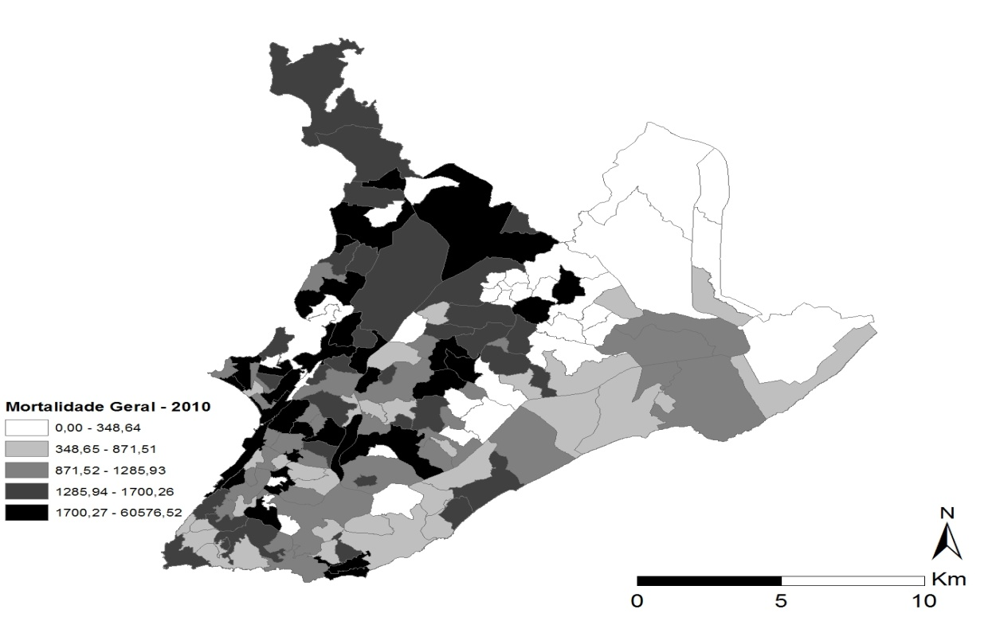 Mortalidade Geral - 2010
0,00 - 348,64
348,65 - 871,51
871,52 - 1285,93
1285,94 - 1700,26
1700,27 - 60576,52
N
Km
0 5 10